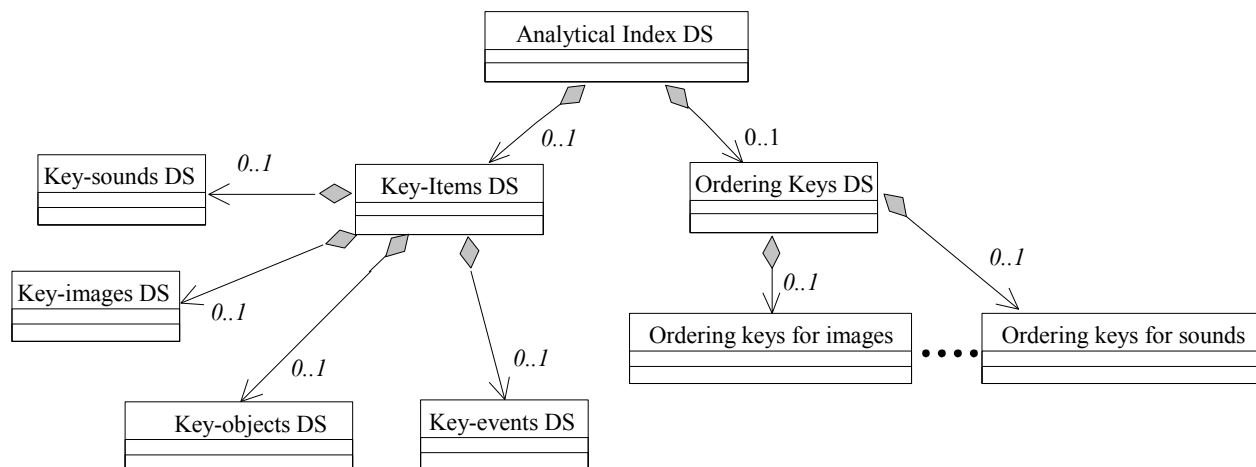 Analytical Index DS
0..1
0..1
Key-sounds DS
0..1
Key-Items DS
Ordering Keys DS
Key-images DS
0..1
0..1
0..1
0..1
0..1
Ordering keys for images
Ordering keys for sounds
Key-objects DS
Key-events DS